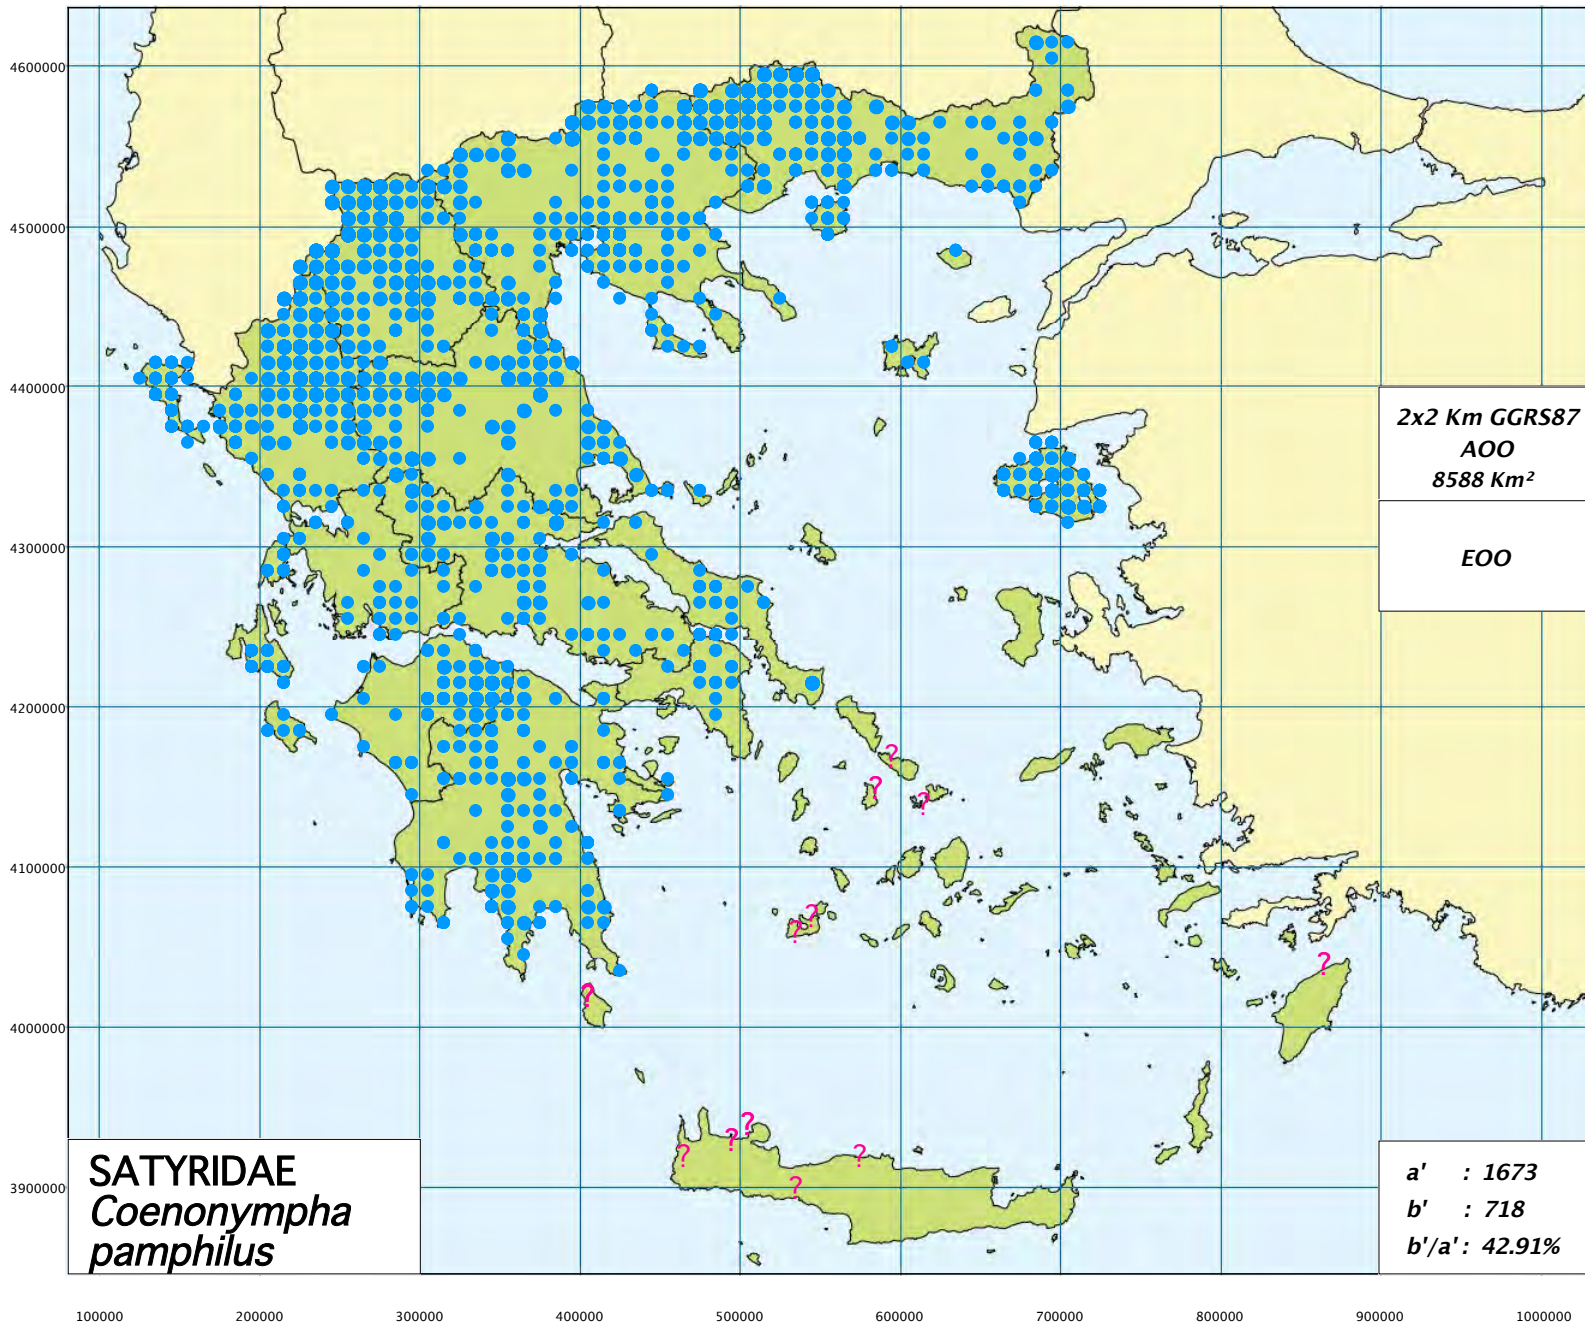 4600000
4500000
4400000
4300000
4200000
4100000
4000000
3900000
2x2 Km GGRS87
AOO
8588 Km²
EOO
?
?
?
?
?
?
?
?
?
?
?
?
SATYRIDAE
Coenonympha
pamphilus
a' : 1673
b' : 718
b'/a' : 42.91%
100000 200000 300000 400000 500000 600000 700000 800000 900000 1000000